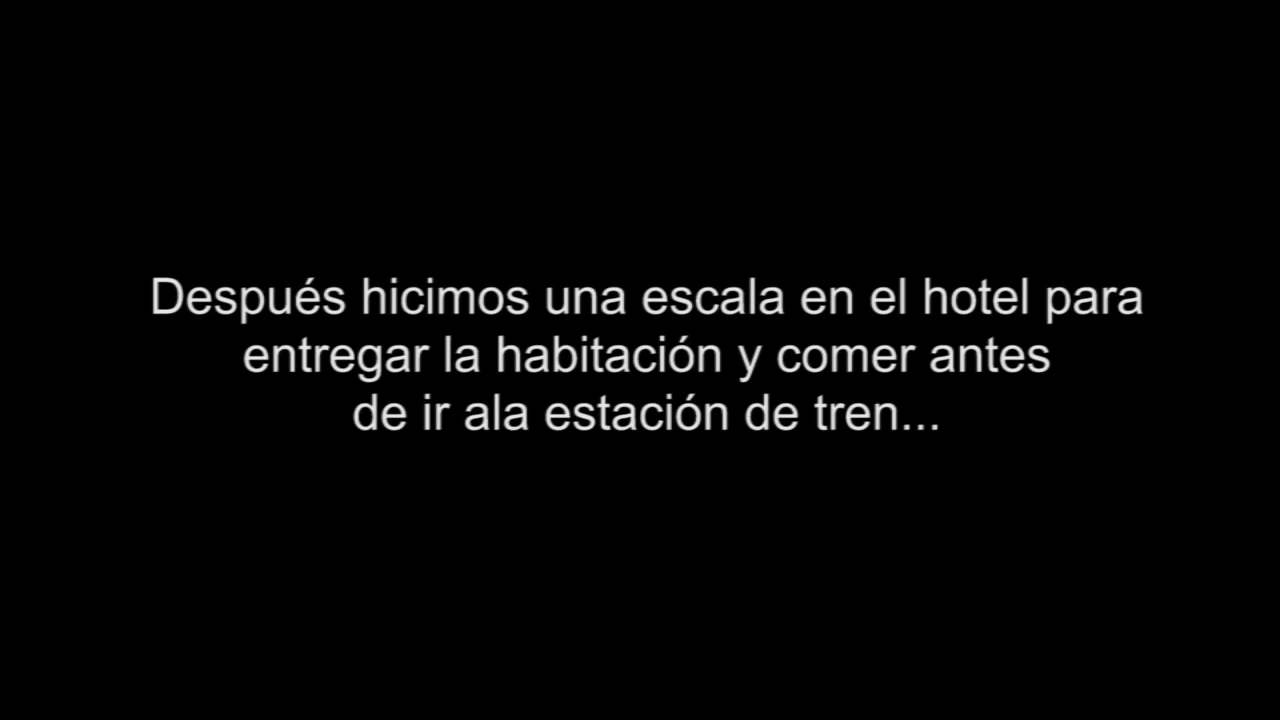 Después hicimos una escala en el hotel para
entregar la habitación y comer antes
de ir ala estación de tren...